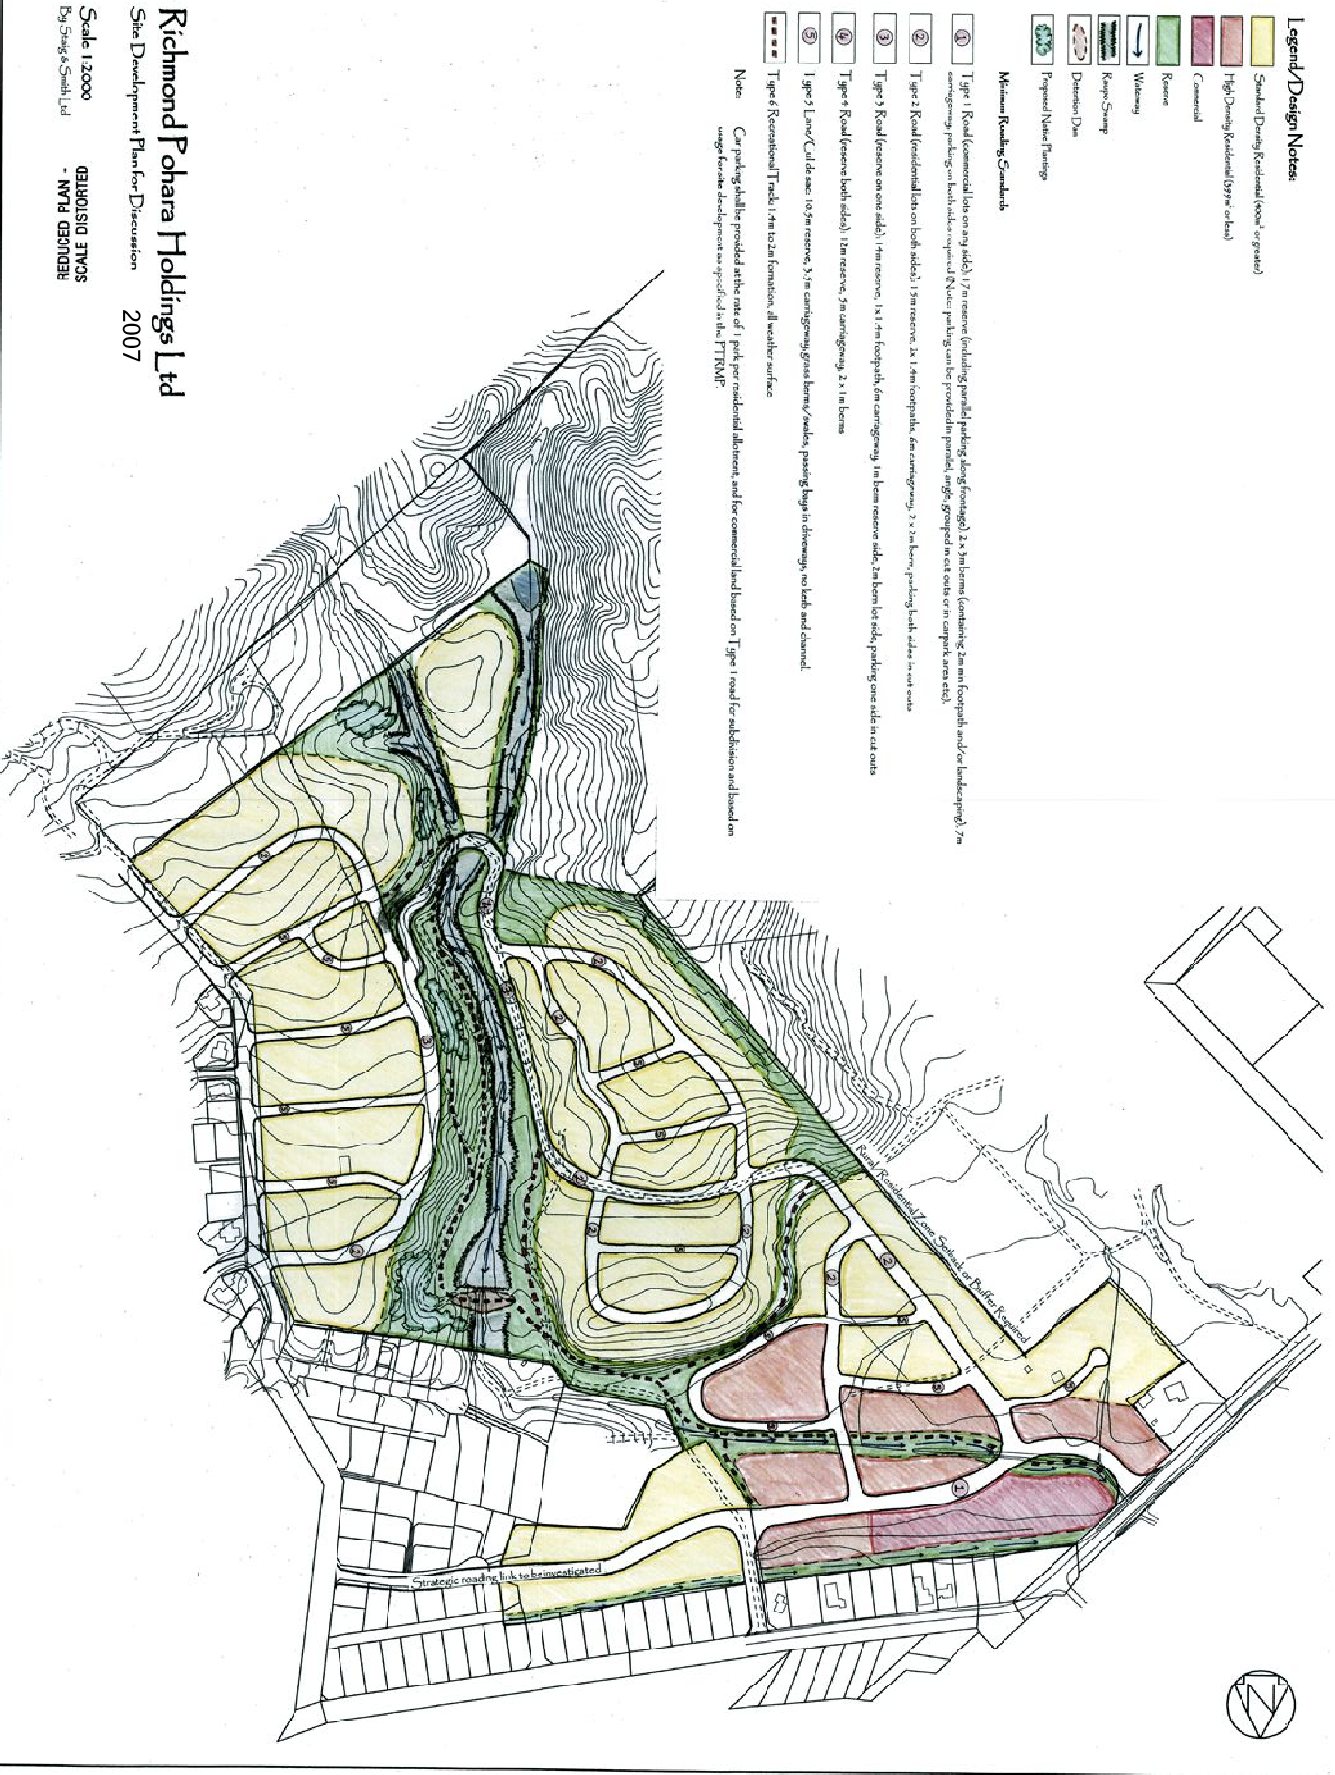 Legend/Design Notes:
Standard Density Residential (400m² or greater)
High Density Residential (399m² or less)
Commercial
Reserve
Waterway
Raupo Swamp
Detention Dam
Proposed Native Plantings
Minimum Roading Standards
① Type 1 Road (commercial lots on any side): 17m reserve (including parallel parking along frontage), 2 x 3m berms (containing 2m min footpath and/or landscaping), 7m
carriageway, parking on both sides required (Note: parking can be provided in parallel, angle, grouped in cut outs or in carpark area etc).
② Type 2 Road (residential lots on both sides): 15m reserve, 2x 1.4m footpaths, 6m carriageway, 2 x 2m berm, parking both sides in cut outs
③ Type 3 Road (reserve on one side): 14m reserve, 1x1.4m footpath, 6m carriageway, 1m berm reserve side, 2m berm lot side, parking one side in cut outs
④ Type 4 Road (reserve both sides): 12m reserve, 5m carriageway, 2 x 1m berms
⑤ Type 5 Lane/Cul de sac: 10.5m reserve, 3.5m carriageway, grass berms/swales, passing bays in driveways, no kerb and channel.
Type 6 Recreational Track: 1.4m to 2m formation, all weather surface
Note: Car parking shall be provided at the rate of 1 park per residential allotment, and for commercial land based on Type 1 road for subdivision and based on
usage for site development as specified in the PTRMP.
Richmond Pohara Holdings Ltd
Site Development Plan for Discussion 2007
Scale 1:2000
By Staig & Smith Ltd
REDUCED PLAN -
SCALE DISTORTED
Rural Residential Zone Setback or Buffer Required
Strategic roading link to be investigated
N